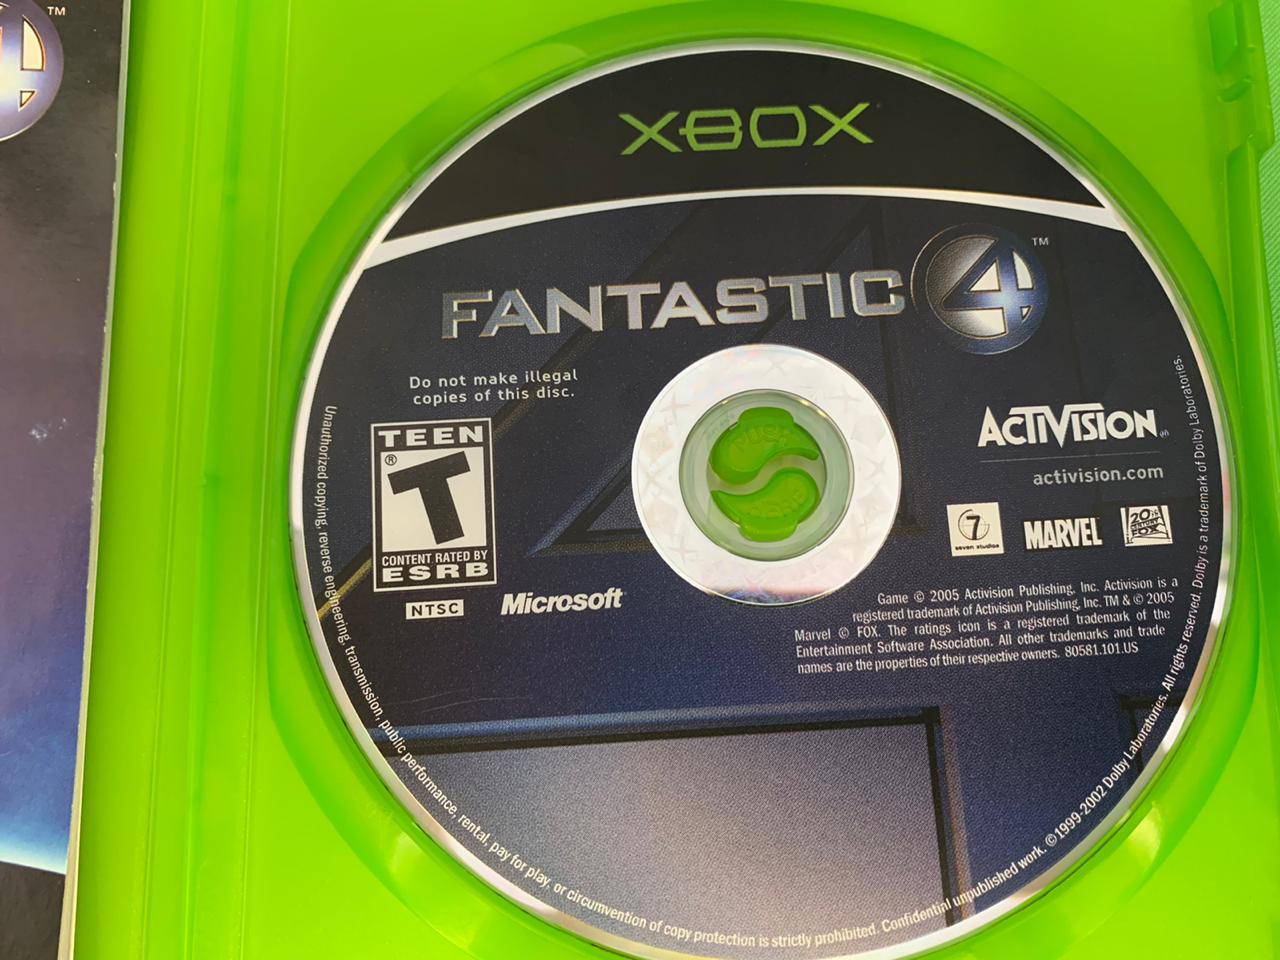 TM
XBOX
FANTASTIC 4 TM
Do not make illegal
copies of this disc.
TEEN
®
T
CONTENT RATED BY
ESRB
NTSC
Microsoft
ACTIVISION
activision.com
7
seven studios
MARVEL
20th
CENTURY
FOX
Game © 2005 Activision Publishing, Inc. Activision is a
registered trademark of Activision Publishing, Inc. TM & © 2005
Marvel © FOX. The ratings icon is a registered trademark of the
Entertainment Software Association. All other trademarks and trade
names are the properties of their respective owners. 80581.101.US
Unauthorized copying, reverse engineering, transmission, public performance, rental, pay for play, or circumvention of copy protection is strictly prohibited. Confidential unpublished work. ©1999-2002 Dolby Laboratories. All rights reserved. Dolby is a trademark of Dolby Laboratories.